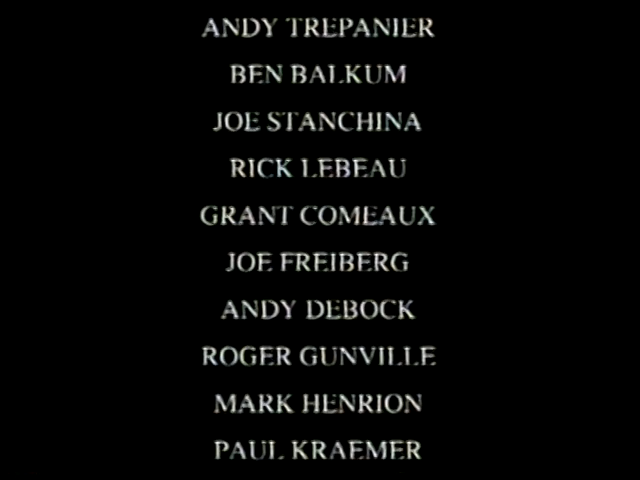 ANDY TREPANIER
BEN BALKUM
JOE STANCHINA
RICK LEBEAU
GRANT COMEAUX
JOE FREIBERG
ANDY DEBOCK
ROGER GUNVILLE
MARK HENRION
PAUL KRAEMER